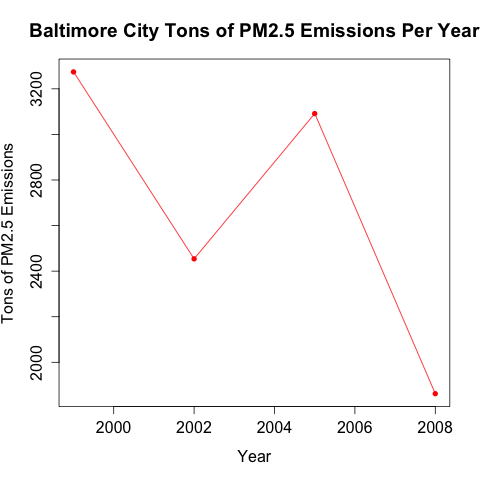 Baltimore City Tons of PM2.5 Emissions Per Year
Tons of PM2.5 Emissions
3200
2800
2400
2000
2000 2002 2004 2006 2008
Year